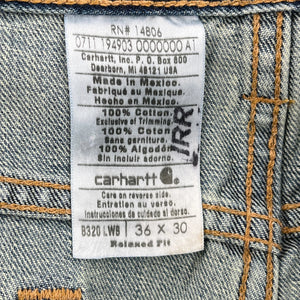 RN# 14806
0711 194903 0000000 A1
Carhartt, Inc. P.O. Box 600
Dearborn, MI 48121 USA
Made in Mexico.
Fabriqué au Mexique.
Hecho en México.
100% Cotton
Exclusive of Trimming.
100% Coton
Sans garniture.
100% Algodón
Sin incluir adorno.
RR
carhartt
Care on reverse side.
Entretien au verso.
Instrucciones de cuidado al dorso.
B320 LWB 36 X 30
Relaxed Fit